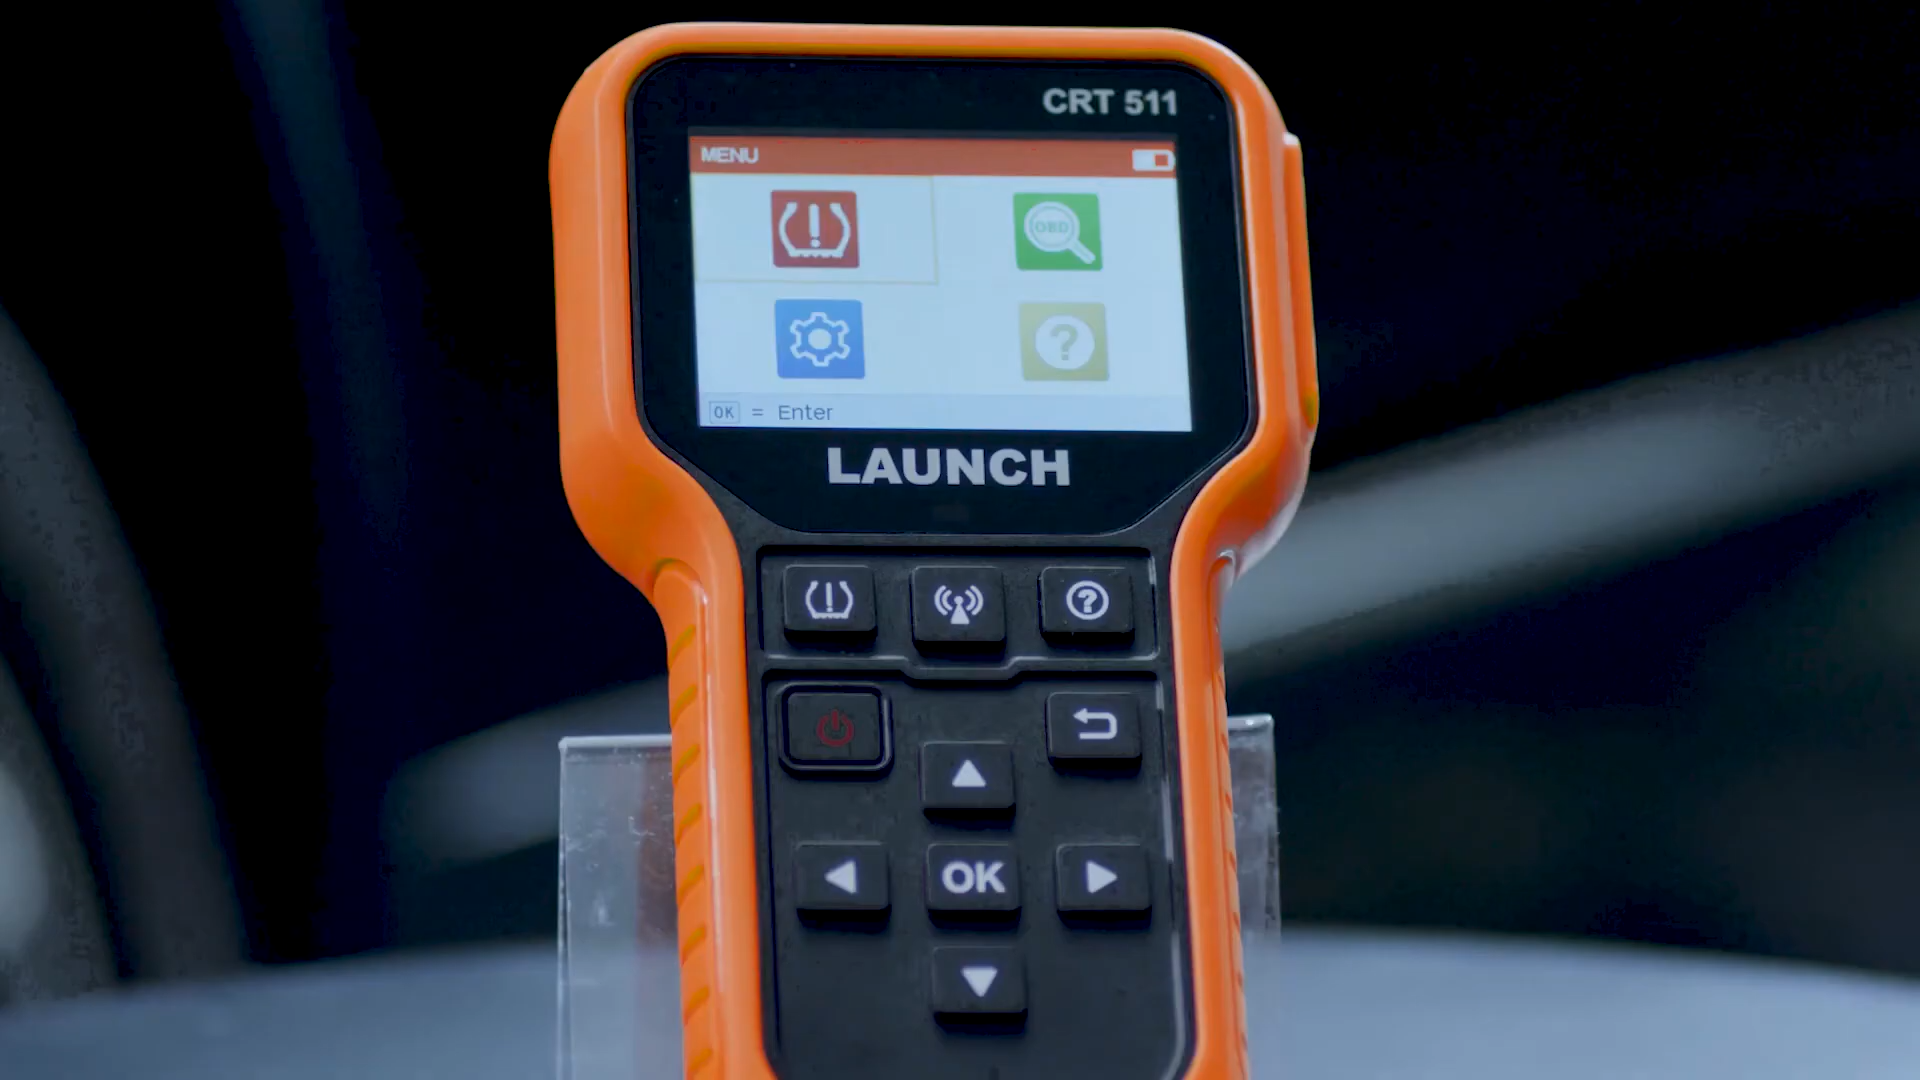 CRT 511
MENU
OBD
OK = Enter
LAUNCH
OK